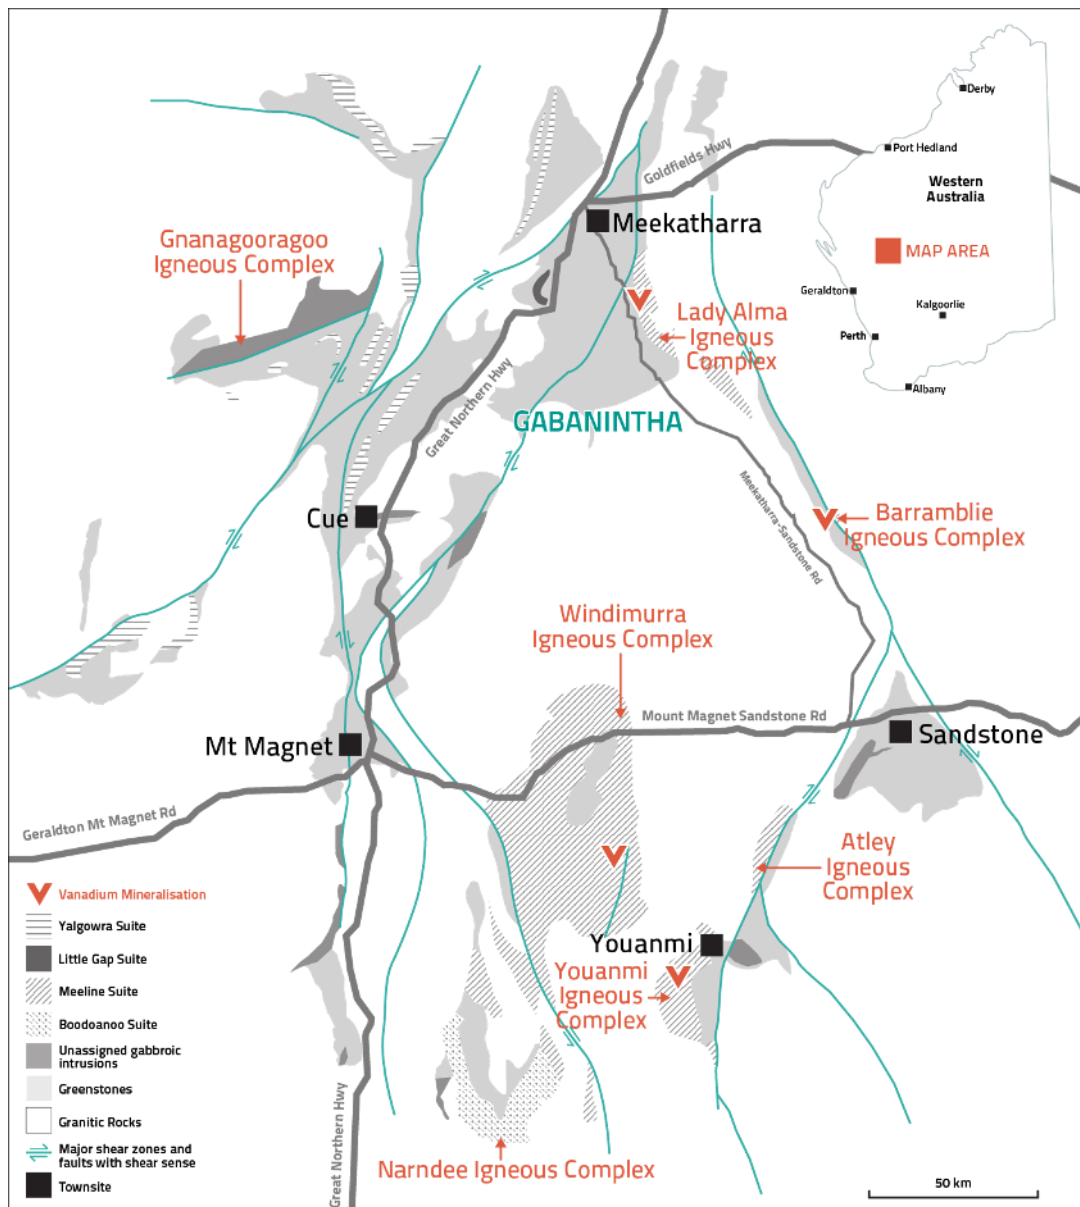 Derby
Port Hedland
Western
Australia
MAP AREA
Geraldton
Kalgoorlie
Perth
Albany
Goldfields Hwy
Meekatharra
Gnanagooragoo
Igneous Complex
Lady Alma
Igneous
Complex
Great Northern Hwy
GABANINTHA
Meekatharra-Sandstone Rd
Cue
Barramblie
Igneous Complex
Windimurra
Igneous Complex
Mount Magnet Sandstone Rd
Sandstone
Mt Magnet
Geraldton Mt Magnet Rd
Atley
Igneous
Complex
Youanmi
Youanmi
Igneous
Complex
Narndee Igneous Complex
Great Northern Hwy
Vanadium Mineralisation
Yalgowra Suite
Little Gap Suite
Meeline Suite
Boodoanoo Suite
Unassigned gabbroic
intrusions
Greenstones
Granitic Rocks
Major shear zones and
faults with shear sense
Townsite
50 km